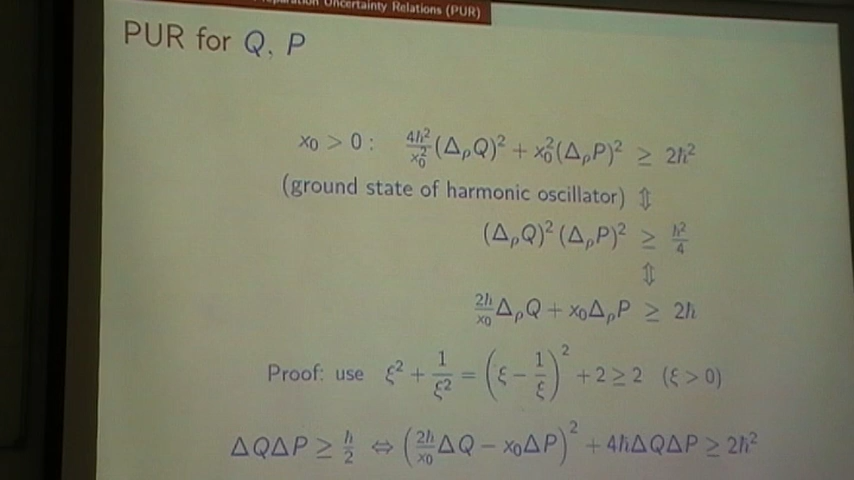 Uncertainty Relations (PUR)
PUR for Q, P
x₀ > 0 : 4ℏ²/x₀² (Δ_ρQ)² + x₀²(Δ_ρP)² ≥ 2ℏ²
(ground state of harmonic oscillator) ⇕
(Δ_ρQ)² (Δ_ρP)² ≥ ℏ²/4
⇕
2ℏ/x₀ Δ_ρQ + x₀Δ_ρP ≥ 2ℏ
Proof: use ξ² + 1/ξ² = (ξ − 1/ξ)² + 2 ≥ 2 (ξ > 0)
ΔQΔP ≥ ℏ/2 ⇔ (2ℏ/x₀ ΔQ − x₀ΔP)² + 4ℏΔQΔP ≥ 2ℏ²